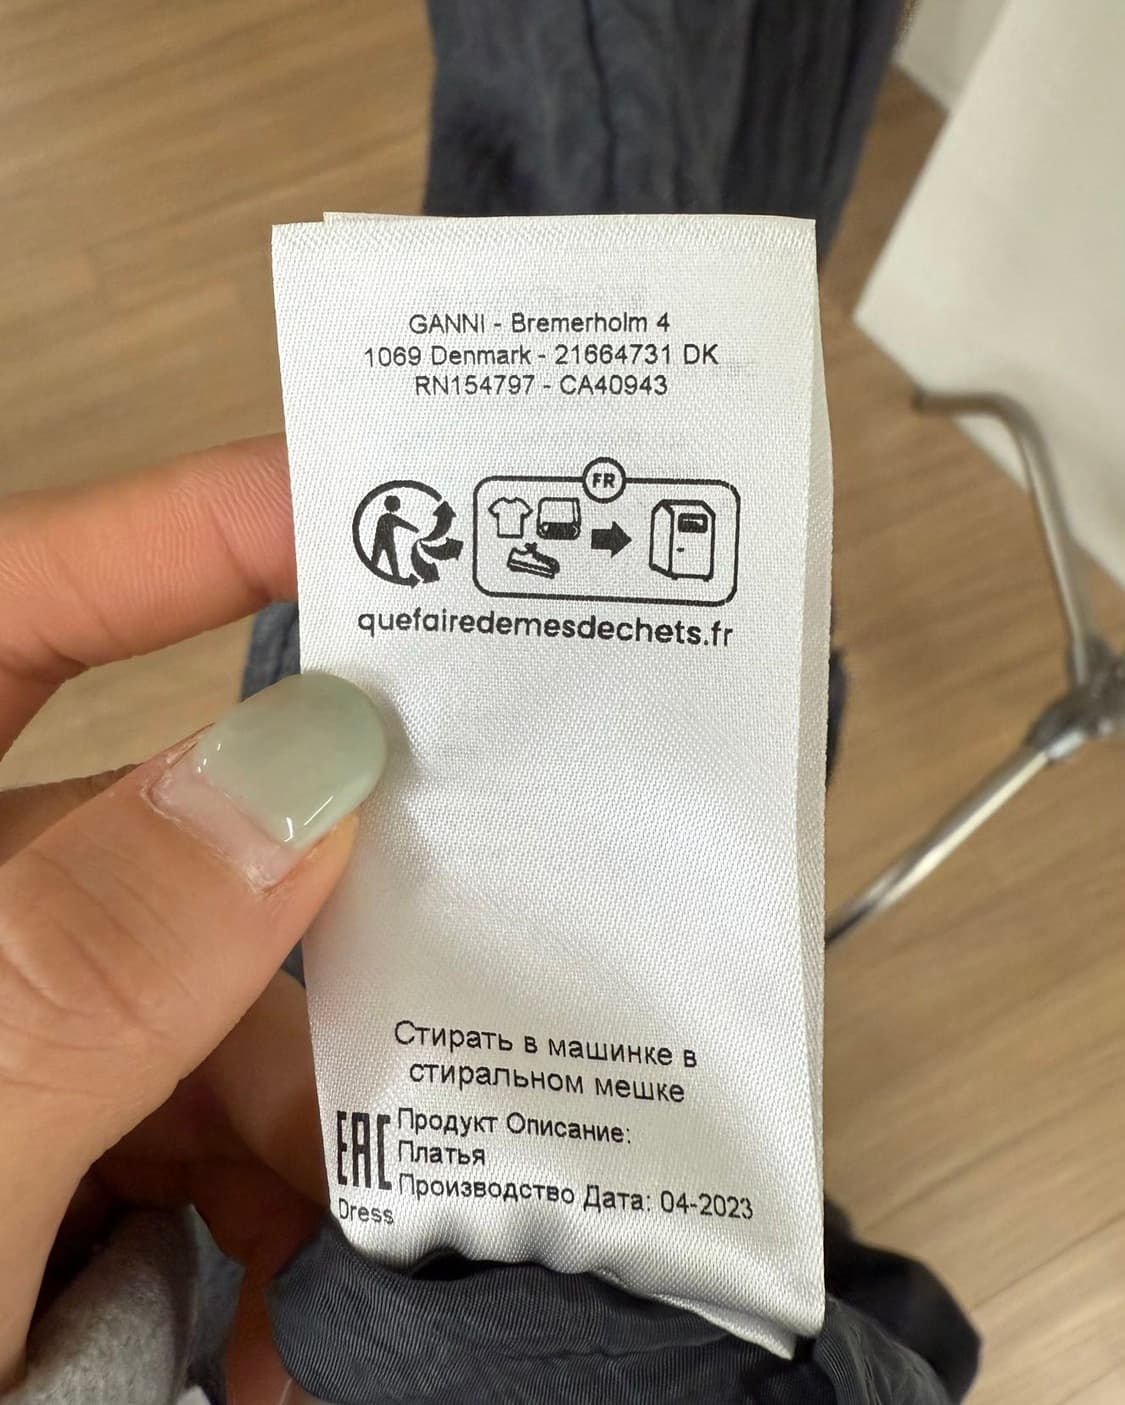 GANNI - Bremerholm 4
1069 Denmark - 21664731 DK
RN154797 - CA40943
FR
quefairedemesdechets.fr
Стирать в машинке в
стиральном мешке
EAC
Продукт Описание:
Платья
Производство Дата: 04-2023
Dress